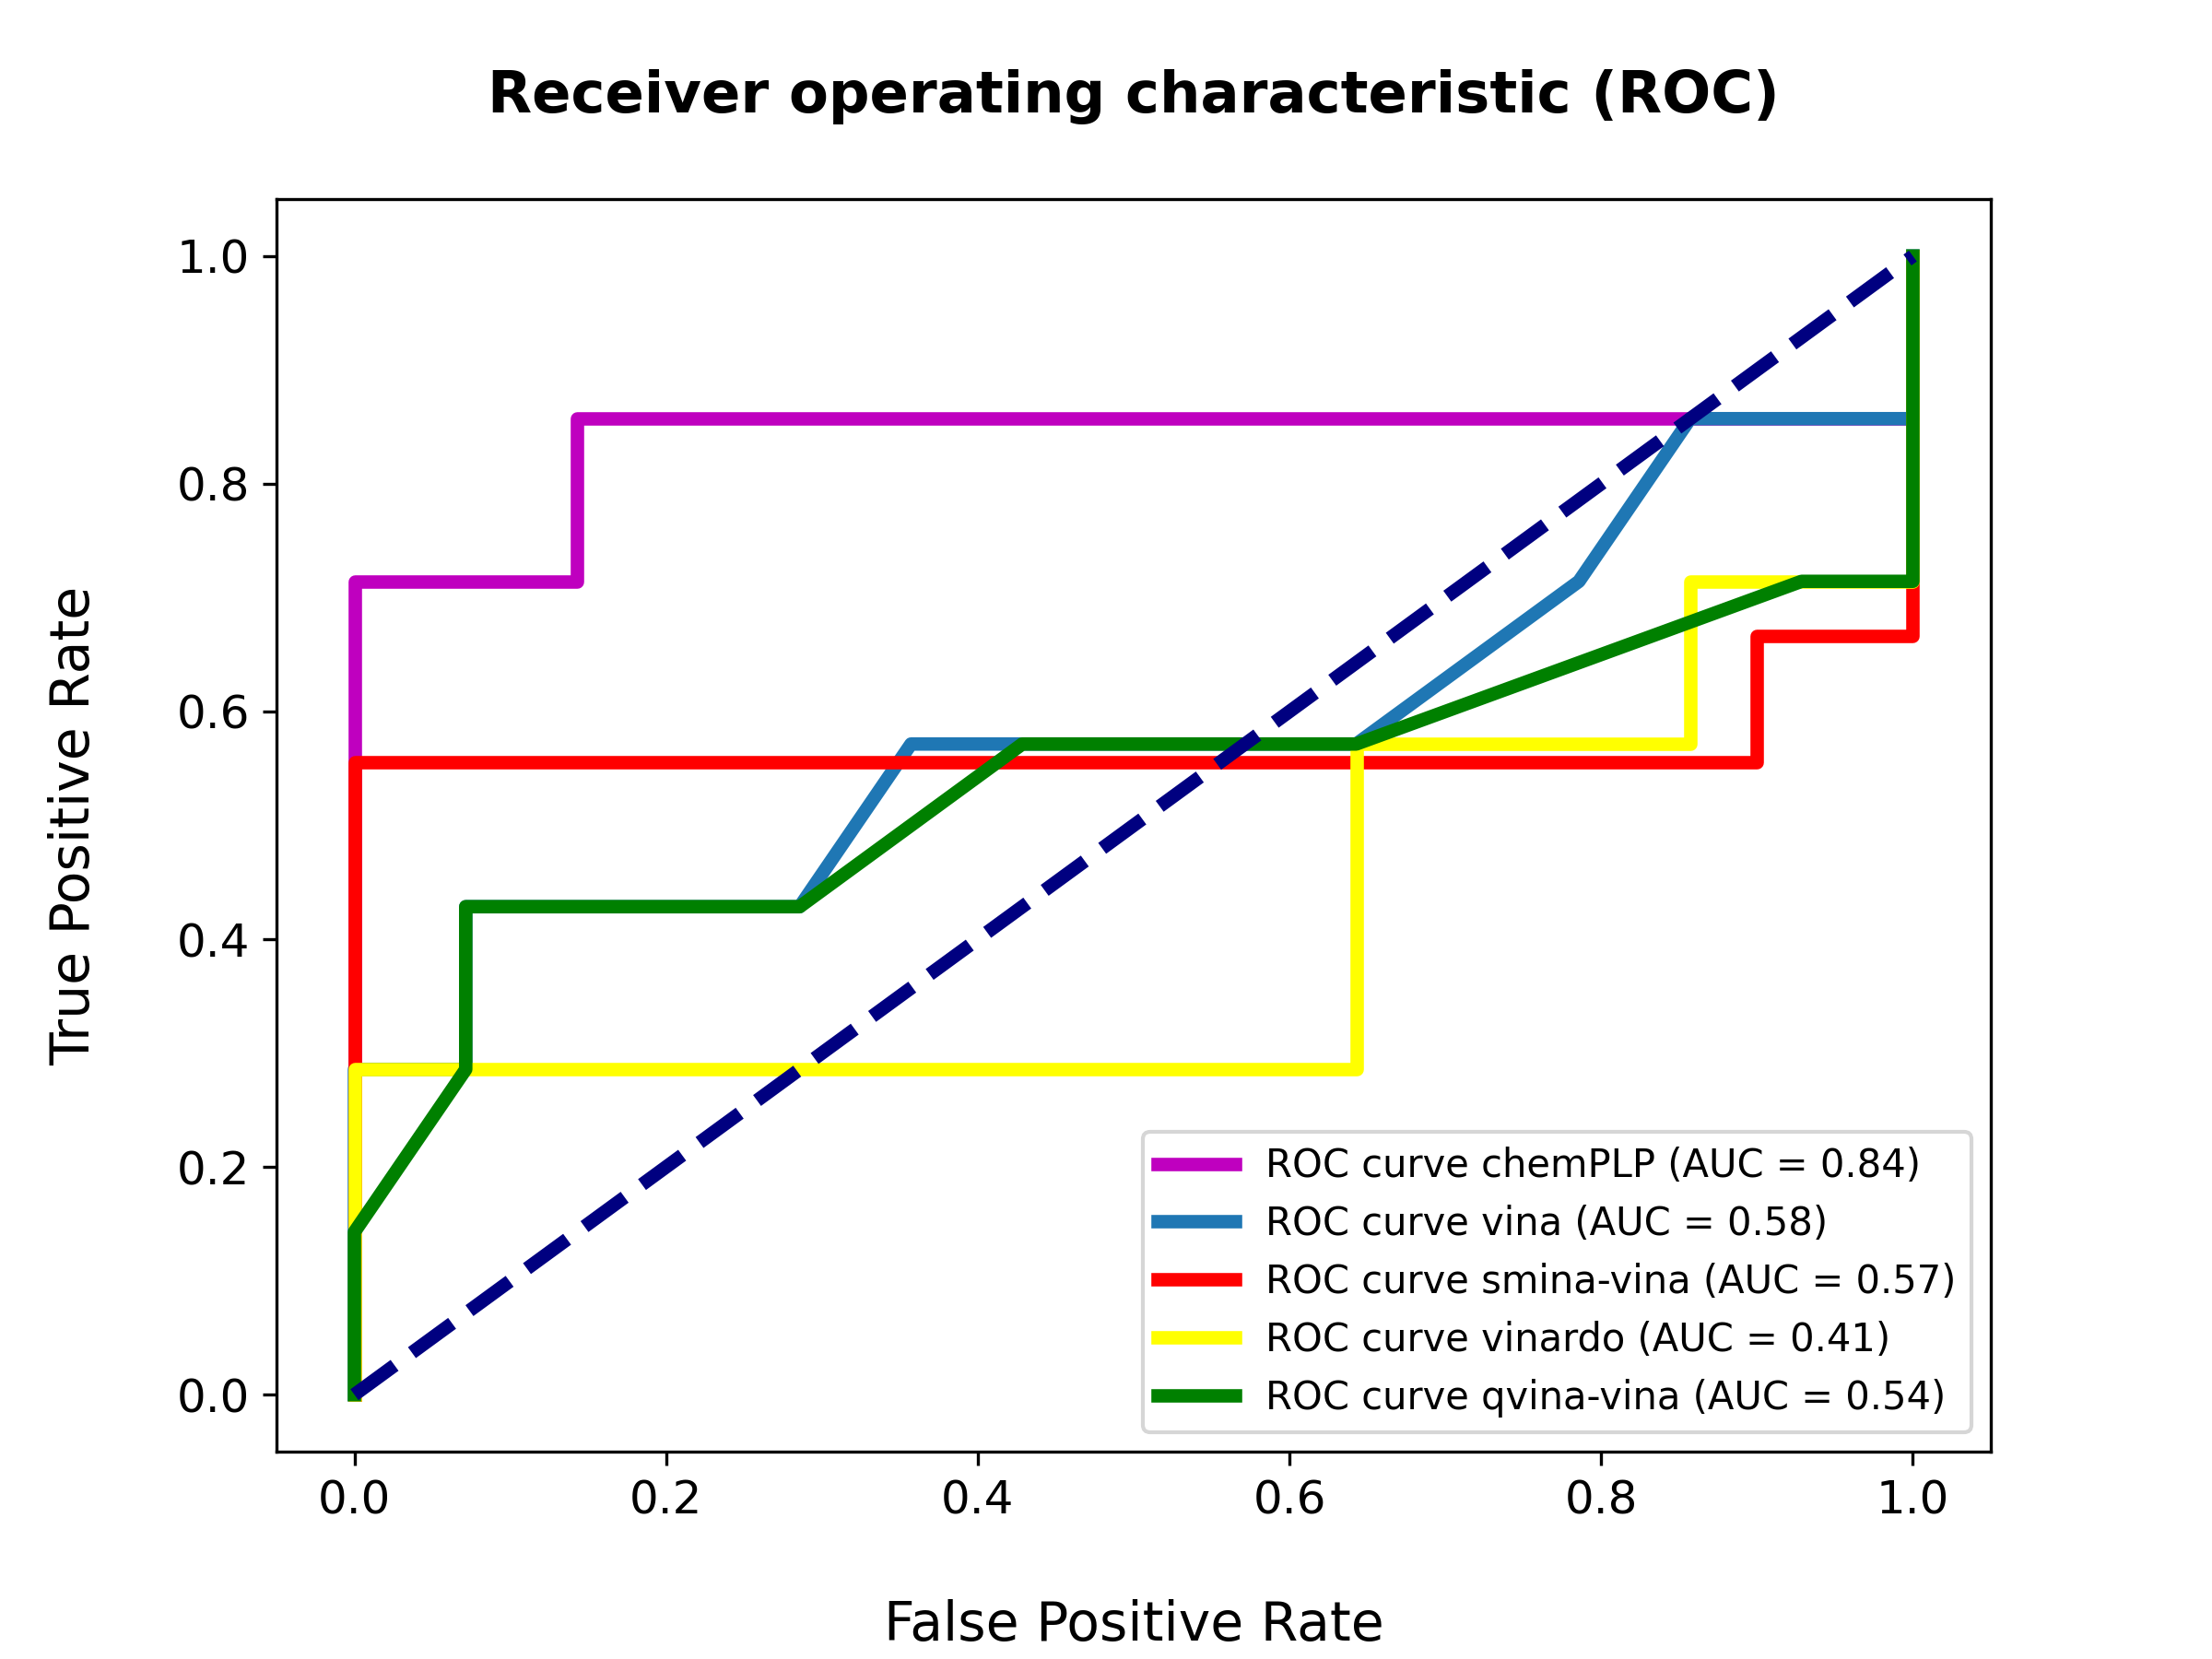 Receiver operating characteristic (ROC)
True Positive Rate
1.0
0.8
0.6
0.4
0.2
0.0
ROC curve chemPLP (AUC = 0.84)
ROC curve vina (AUC = 0.58)
ROC curve smina-vina (AUC = 0.57)
ROC curve vinardo (AUC = 0.41)
ROC curve qvina-vina (AUC = 0.54)
0.0 0.2 0.4 0.6 0.8 1.0
False Positive Rate